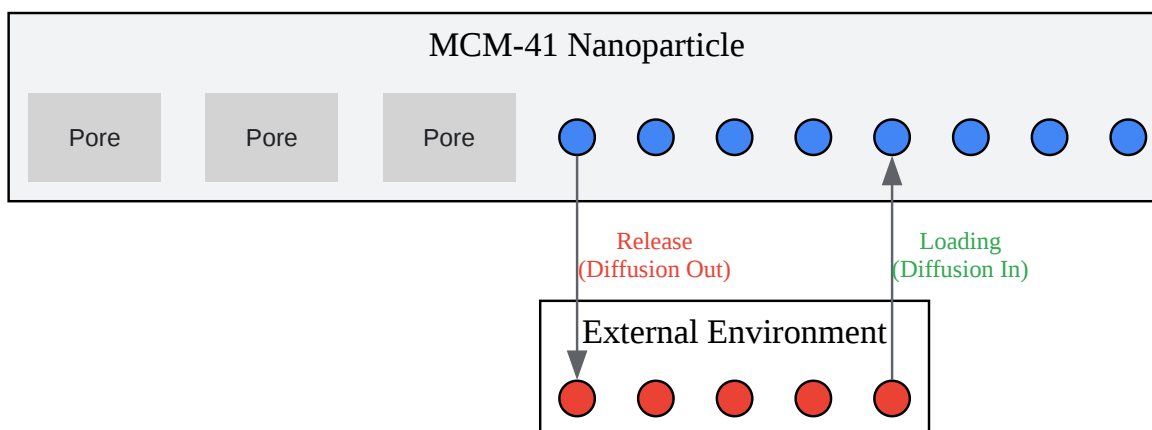 MCM-41 Nanoparticle
Pore
Pore
Pore
Release
(Diffusion Out)
Loading
(Diffusion In)
External Environment